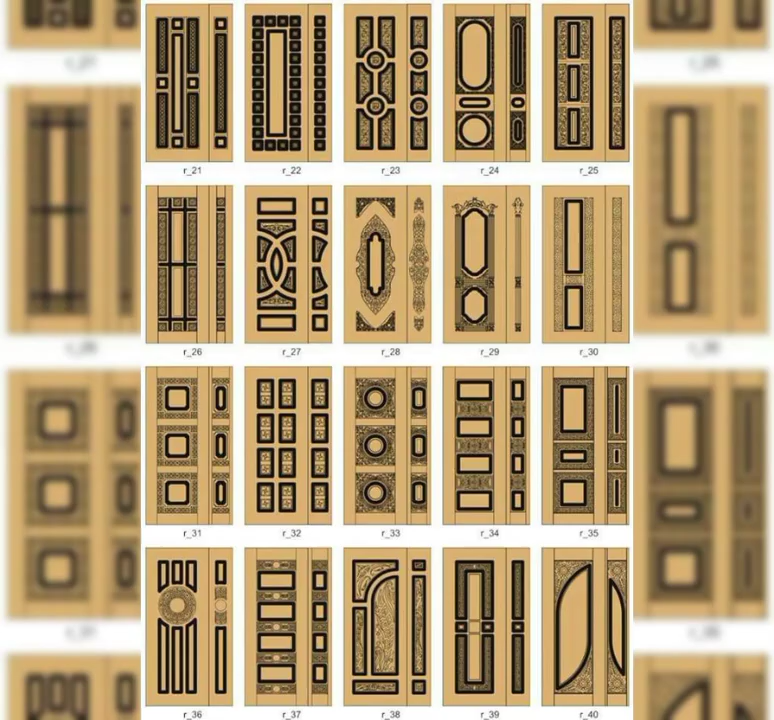 r_21 r_22 r_23 r_24 r_25
r_26 r_27 r_28 r_29 r_30
r_31 r_32 r_33 r_34 r_35
r_36 r_37 r_38 r_39 r_40